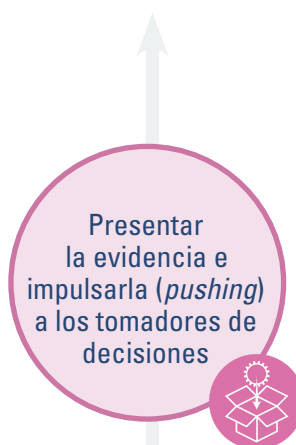 Presentar
la evidencia e
impulsarla (pushing)
a los tomadores de
decisiones